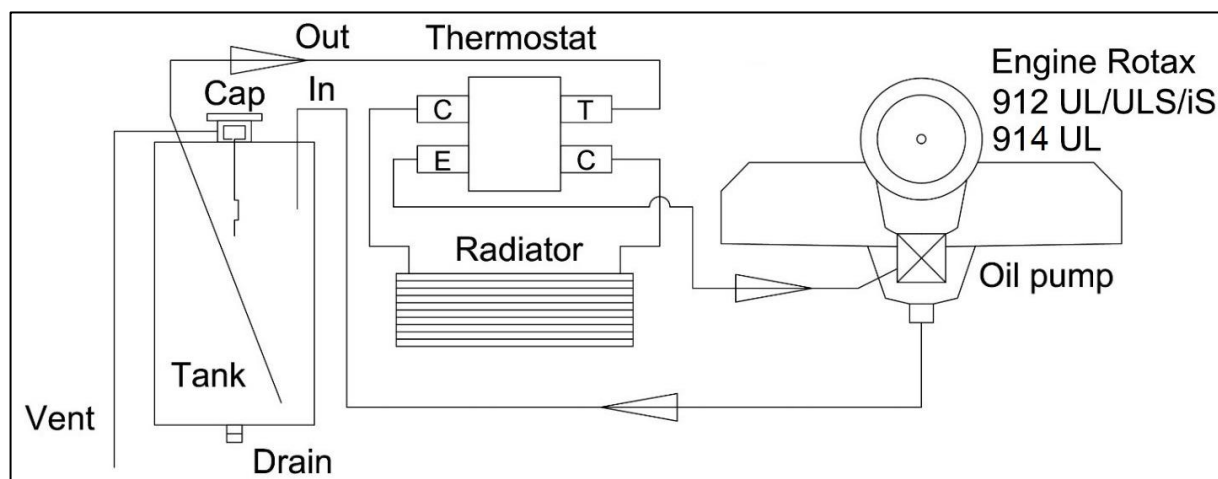 Out
Thermostat
In
Cap
C
T
E
C
Engine Rotax
912 UL/ULS/iS
914 UL
Radiator
Oil pump
Tank
Vent
Drain